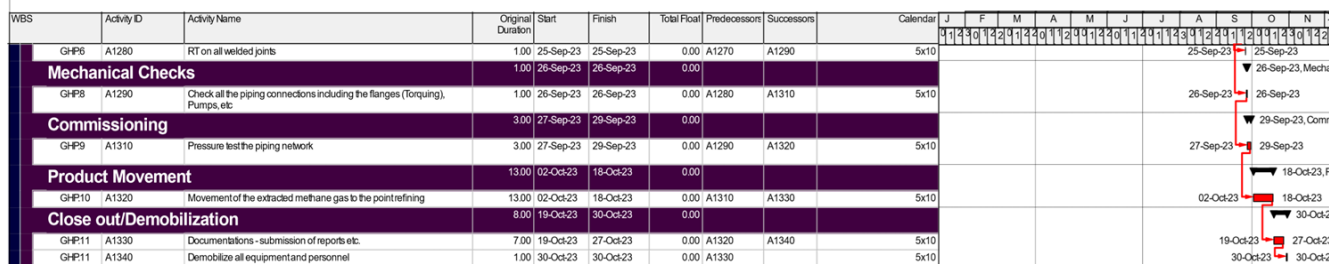 WBS Activity ID Activity Name Original Duration Start Finish Total Float Predecessors Successors Calendar J F M A M J J A S O N
GHP.6 A1280 RT on all welded joints 1.00 25-Sep-23 25-Sep-23 0.00 A1270 A1290 5x10 25-Sep-23 25-Sep-23
Mechanical Checks 1.00 26-Sep-23 26-Sep-23 0.00 26-Sep-23, Mecha
GHP.8 A1290 Check all the piping connections including the flanges (Torquing), 1.00 26-Sep-23 26-Sep-23 0.00 A1280 A1310 5x10 26-Sep-23 26-Sep-23
Pumps, etc
Commissioning 3.00 27-Sep-23 29-Sep-23 0.00 29-Sep-23, Comm
GHP.9 A1310 Pressure test the piping network 3.00 27-Sep-23 29-Sep-23 0.00 A1290 A1320 5x10 27-Sep-23 29-Sep-23
Product Movement 13.00 02-Oct-23 18-Oct-23 0.00 18-Oct-23, P
GHP.10 A1320 Movement of the extracted methane gas to the point refining 13.00 02-Oct-23 18-Oct-23 0.00 A1310 A1330 5x10 02-Oct-23 18-Oct-23
Close out/Demobilization 8.00 19-Oct-23 30-Oct-23 0.00 30-Oct-2
GHP.11 A1330 Documentations - submission of reports etc. 7.00 19-Oct-23 27-Oct-23 0.00 A1320 A1340 5x10 19-Oct-23 27-Oct-23
GHP.11 A1340 Demobilize all equipment and personnel 1.00 30-Oct-23 30-Oct-23 0.00 A1330 5x10 30-Oct-23 30-Oct-2